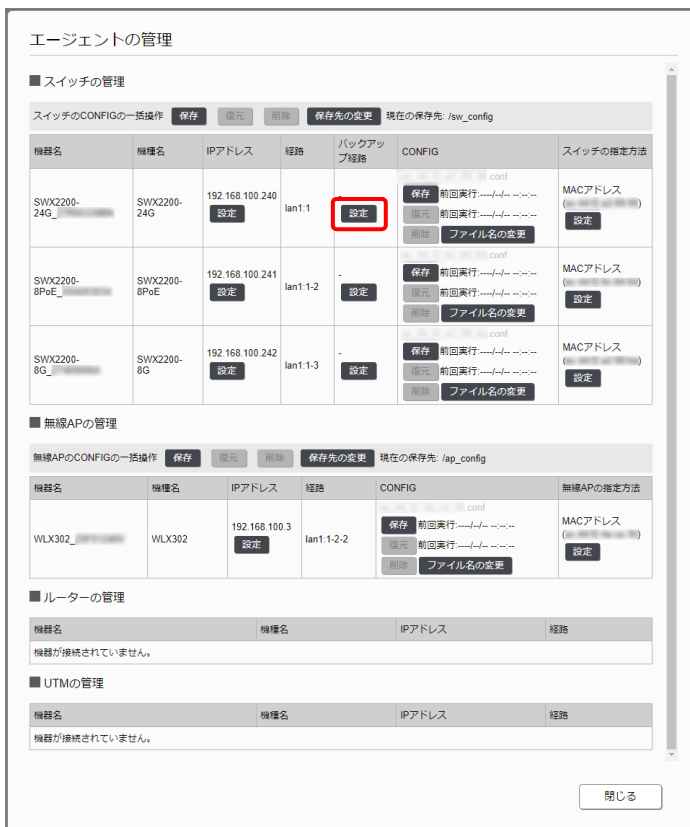 エージェントの管理
■ スイッチの管理
スイッチのCONFIGの一括操作 保存 復元 削除 保存先の変更 現在の保存先: /sw_config
機器名 機種名 IPアドレス 経路 バックアップ経路 CONFIG スイッチの指定方法
SWX2200-
24G_
SWX2200-
24G
192.168.100.240
設定
lan1:1
-
設定
.conf
保存 前回実行:----/--/-- --:--:--
復元 前回実行:----/--/-- --:--:--
削除 ファイル名の変更
MACアドレス
設定
SWX2200-
8PoE_
SWX2200-
8PoE
192.168.100.241
設定
lan1:1-2
-
設定
.conf
保存 前回実行:----/--/-- --:--:--
復元 前回実行:----/--/-- --:--:--
削除 ファイル名の変更
MACアドレス
設定
SWX2200-
8G_
SWX2200-
8G
192.168.100.242
設定
lan1:1-3
-
設定
.conf
保存 前回実行:----/--/-- --:--:--
復元 前回実行:----/--/-- --:--:--
削除 ファイル名の変更
MACアドレス
設定
■ 無線APの管理
無線APのCONFIGの一括操作 保存 復元 削除 保存先の変更 現在の保存先: /ap_config
機器名 機種名 IPアドレス 経路 CONFIG 無線APの指定方法
WLX302_
WLX302
192.168.100.3
設定
lan1:1-2-2
.conf
保存 前回実行:----/--/-- --:--:--
復元 前回実行:----/--/-- --:--:--
削除 ファイル名の変更
MACアドレス
設定
■ ルーターの管理
機器名 機種名 IPアドレス 経路
機器が接続されていません。
■ UTMの管理
機器名 機種名 IPアドレス 経路
機器が接続されていません。
閉じる